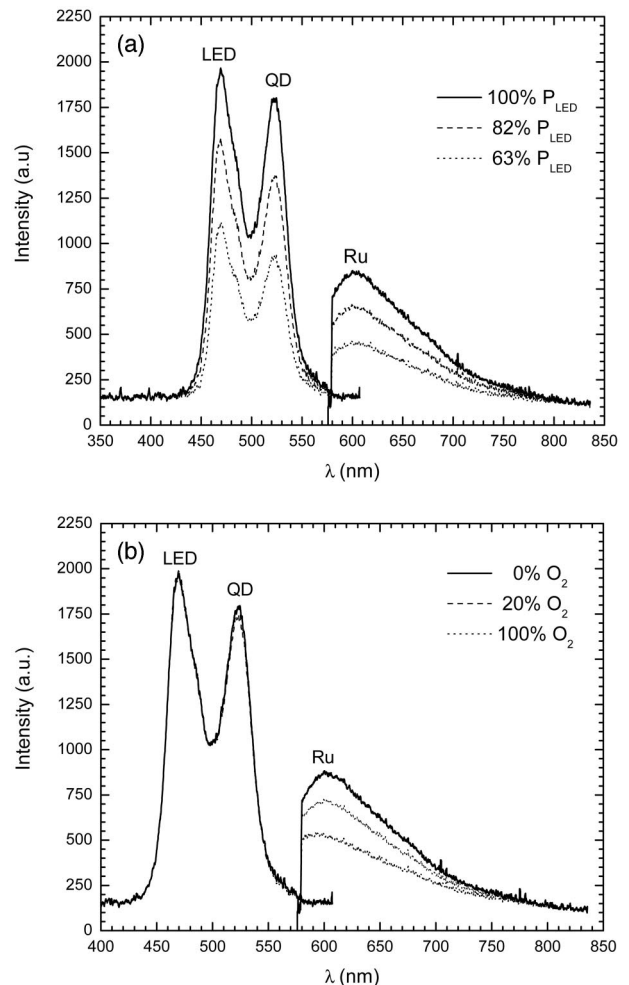 (a)
LED
QD
Ru
100% P_LED
82% P_LED
63% P_LED
Intensity (a.u)
2250
2000
1750
1500
1250
1000
750
500
250
0
350 400 450 500 550 600 650 700 750 800 850
λ (nm)
(b)
LED
QD
Ru
0% O₂
20% O₂
100% O₂
Intensity (a.u.)
2250
2000
1750
1500
1250
1000
750
500
250
0
400 450 500 550 600 650 700 750 800 850
λ (nm)